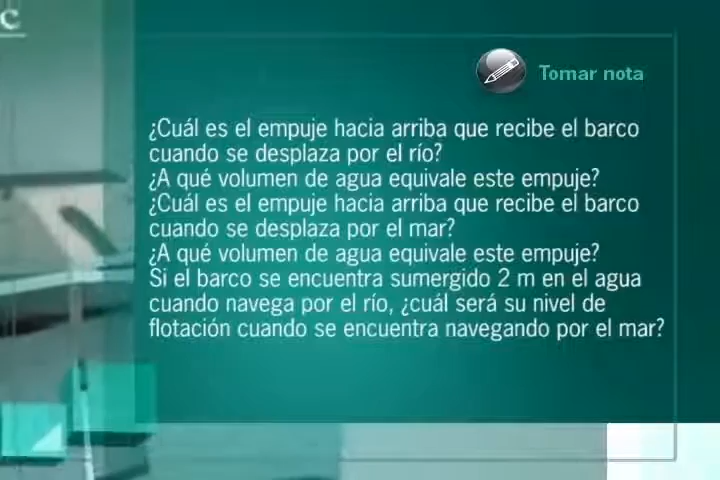 C
Tomar nota
¿Cuál es el empuje hacia arriba que recibe el barco
cuando se desplaza por el río?
¿A qué volumen de agua equivale este empuje?
¿Cuál es el empuje hacia arriba que recibe el barco
cuando se desplaza por el mar?
¿A qué volumen de agua equivale este empuje?
Si el barco se encuentra sumergido 2 m en el agua
cuando navega por el río, ¿cuál será su nivel de
flotación cuando se encuentra navegando por el mar?